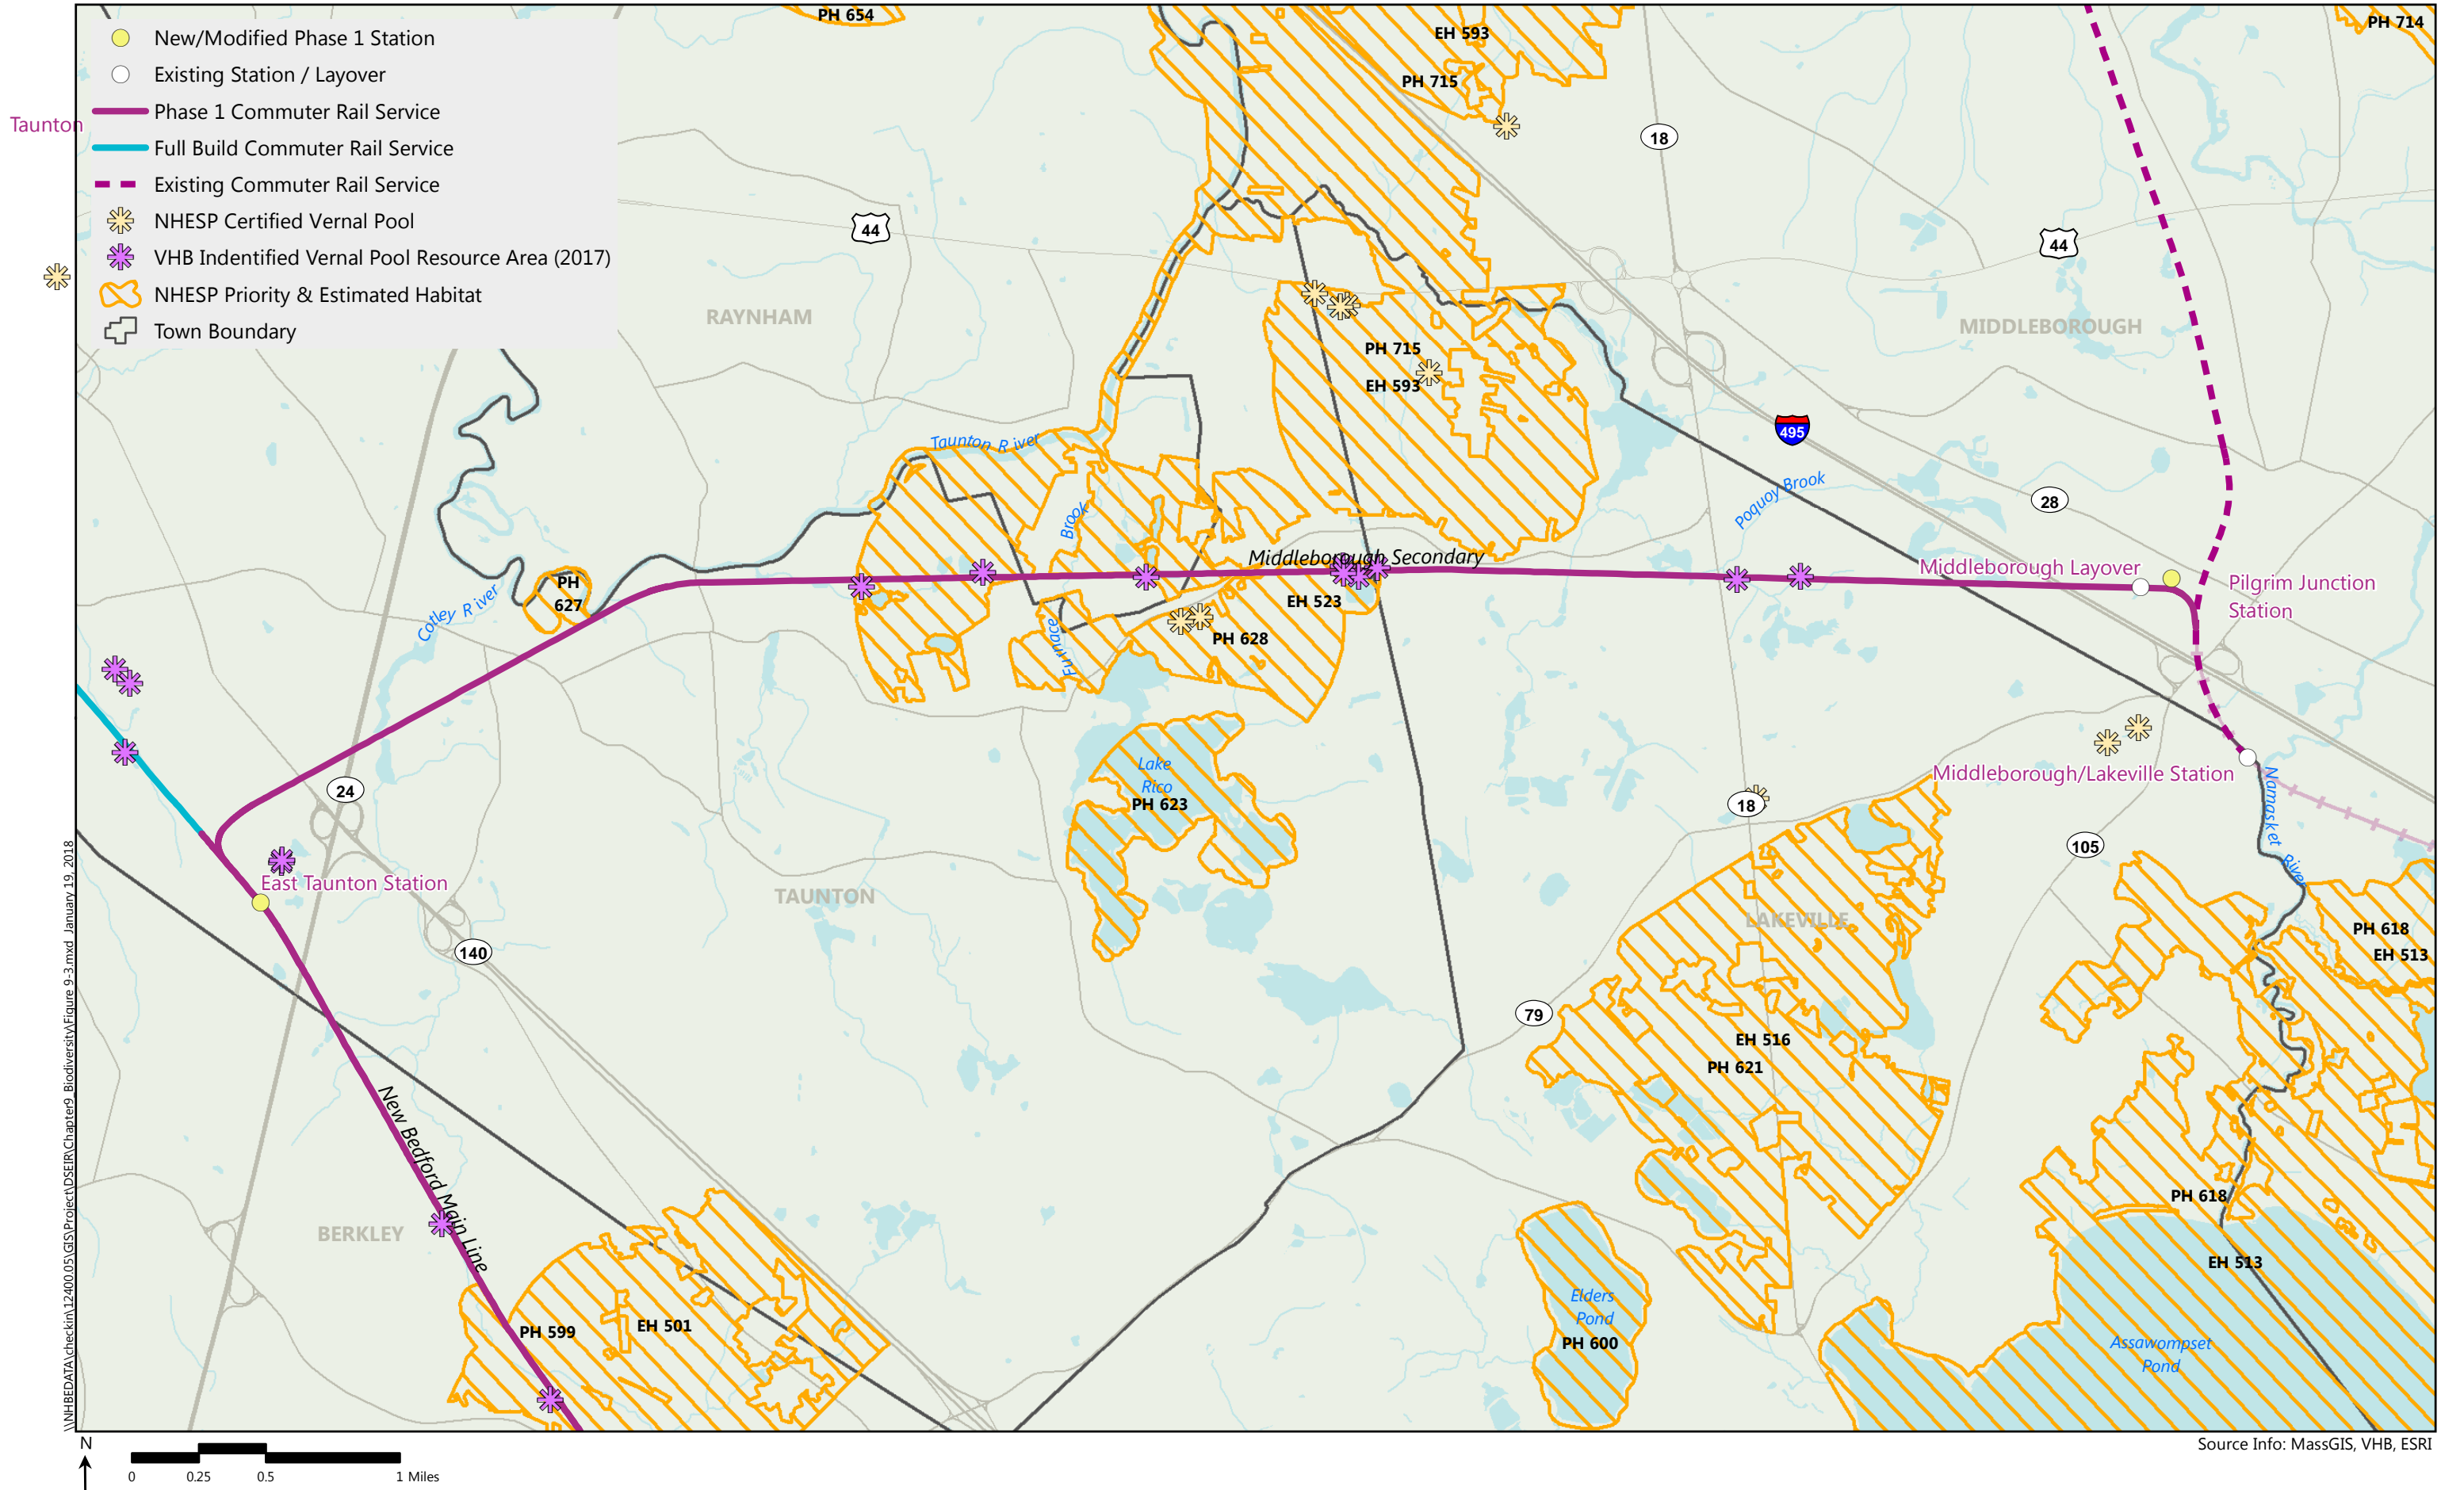 New/Modified Phase 1 Station
Existing Station / Layover
Phase 1 Commuter Rail Service
Full Build Commuter Rail Service
Existing Commuter Rail Service
NHESP Certified Vernal Pool
VHB Indentified Vernal Pool Resource Area (2017)
NHESP Priority & Estimated Habitat
Town Boundary
Taunton
PH 654
EH 593
PH 715
PH 714
18
44
44
RAYNHAM
MIDDLEBOROUGH
PH 715
EH 593
495
Taunton River
28
Poquoy Brook
Brook
Middleborough Secondary
Middleborough Layover
Pilgrim Junction
Station
PH
627
Cotley River
EH 523
PH 628
Furnace
Lake
Rico
PH 623
24
18
Middleborough/Lakeville Station
Namasket River
105
East Taunton Station
TAUNTON
LAKEVILLE
PH 618
EH 513
140
79
EH 516
PH 621
New Bedford Main Line
BERKLEY
PH 618
EH 513
PH 599
EH 501
Elders
Pond
PH 600
Assawompset
Pond
\\NHBEDATA\checkin\12400.05\GIS\Project\DSEIR\Chapter9_Biodiversity\Figure 9-3.mxd January 19, 2018
N
0 0.25 0.5 1 Miles
Source Info: MassGIS, VHB, ESRI